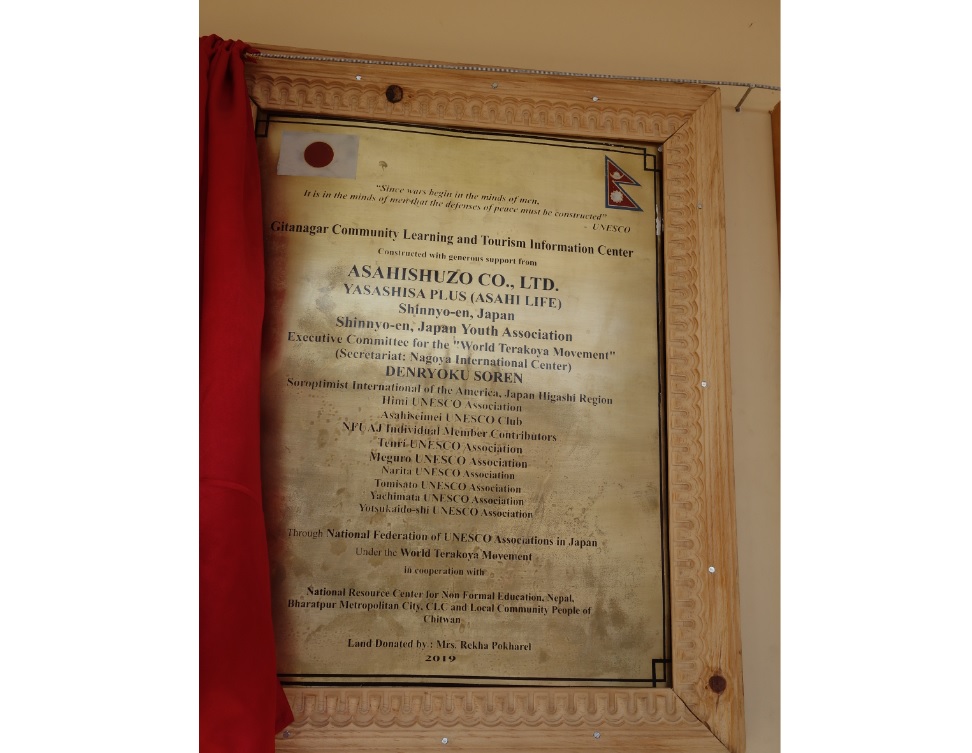 "Since wars begin in the minds of men,
It is in the minds of men that the defenses of peace must be constructed"
- UNESCO
Gitanagar Community Learning and Tourism Information Center
Constructed with generous support from
ASAHISHUZO CO., LTD.
YASASHISA PLUS (ASAHI LIFE)
Shinnyo-en, Japan
Shinnyo-en, Japan Youth Association
Executive Committee for the "World Terakoya Movement"
(Secretariat: Nagoya International Center)
DENRYOKU SOREN
Soroptimist International of the America, Japan Higashi Region
Himi UNESCO Association
Asahiseimei UNESCO Club
NFUAJ Individual Member Contributors
Tenri UNESCO Association
Meguro UNESCO Association
Narita UNESCO Association
Tomisato UNESCO Association
Yachimata UNESCO Association
Yotsukaido-shi UNESCO Association
Through National Federation of UNESCO Associations in Japan
Under the World Terakoya Movement
in cooperation with
National Resource Center for Non Formal Education, Nepal,
Bharatpur Metropolitan City, CLC and Local Community People of
Chitwan
Land Donated by : Mrs. Rekha Pokharel
2019